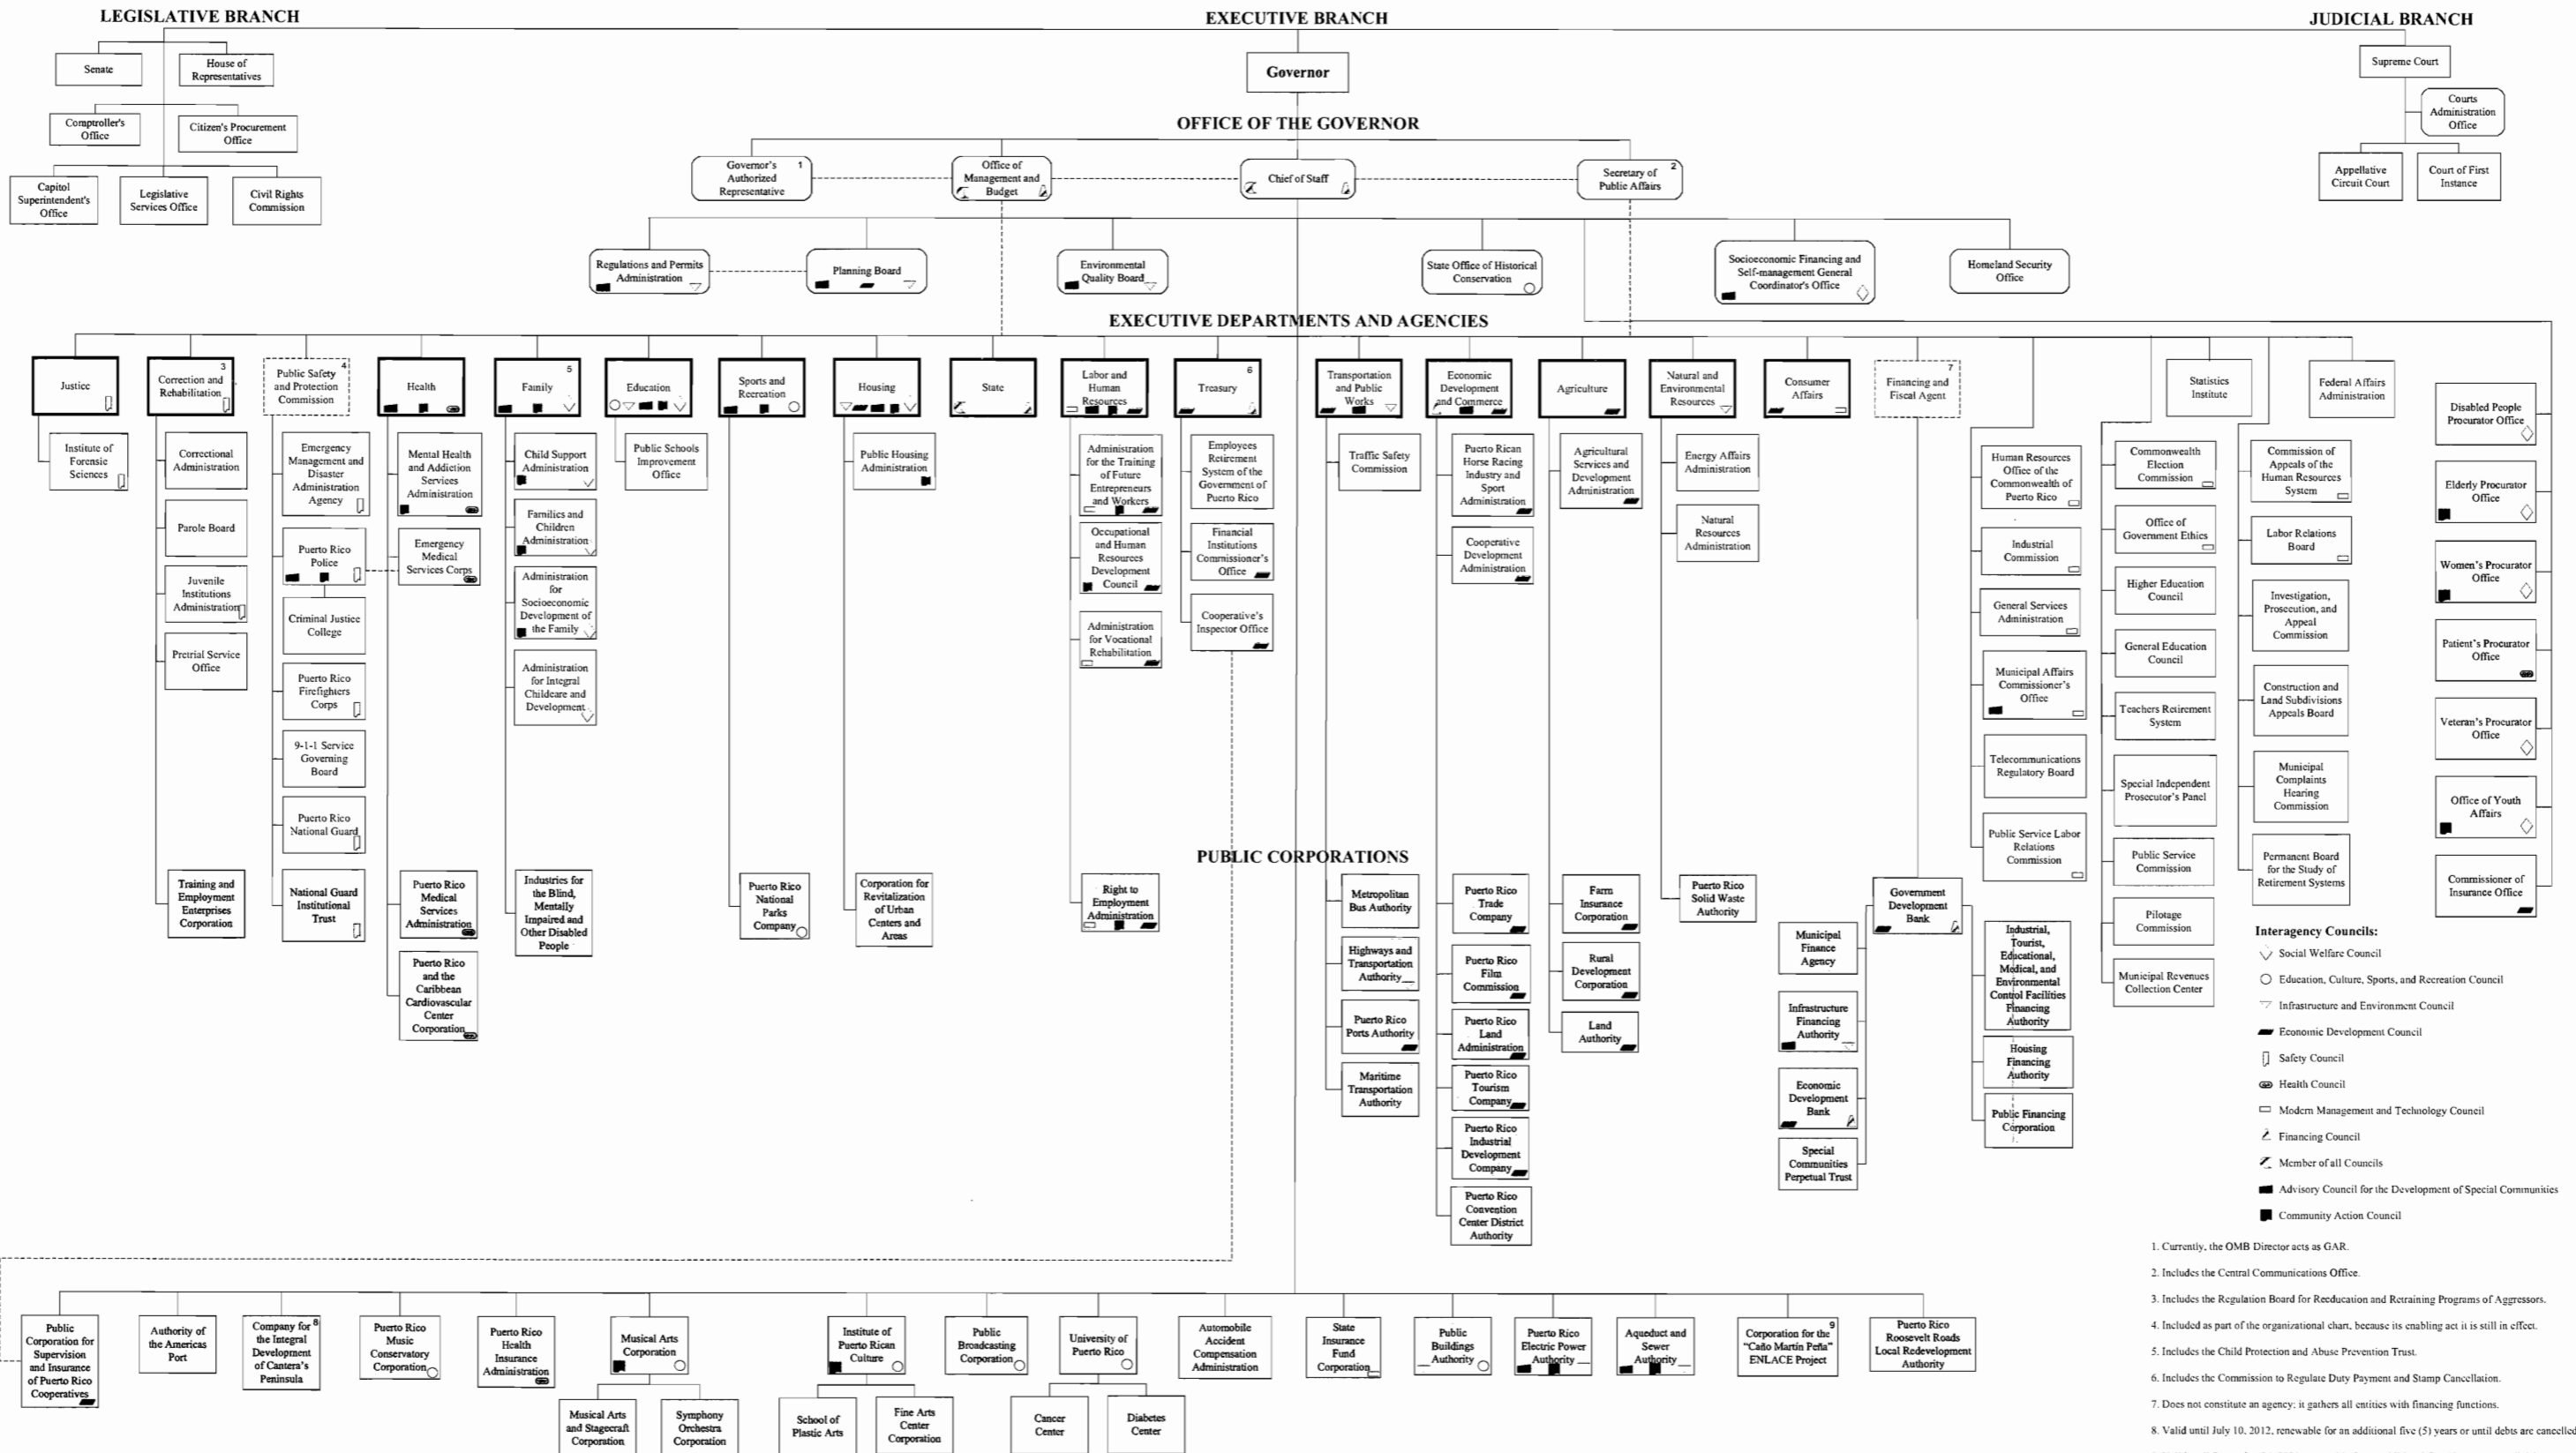 LEGISLATIVE BRANCH
EXECUTIVE BRANCH
JUDICIAL BRANCH
Senate
House of
Representatives
Comptroller's
Office
Citizen's Procurement
Office
Capitol
Superintendent's
Office
Legislative
Services Office
Civil Rights
Commission
Governor
Supreme Court
Courts
Administration
Office
Appellative
Circuit Court
Court of First
Instance
OFFICE OF THE GOVERNOR
Governor's 1
Authorized
Representative
Office of
Management and
Budget
Chief of Staff
Secretary of 2
Public Affairs
Regulations and Permits
Administration
Planning Board
Environmental
Quality Board
State Office of Historical
Conservation
Socioeconomic Financing and
Self-management General
Coordinator's Office
Homeland Security
Office
EXECUTIVE DEPARTMENTS AND AGENCIES
Justice
3
Correction and
Rehabilitation
4
Public Safety
and Protection
Commission
Health
5
Family
Education
Sports and
Recreation
Housing
State
Labor and
Human
Resources
6
Treasury
Transportation
and Public
Works
Economic
Development
and Commerce
Agriculture
Natural and
Environmental
Resources
Consumer
Affairs
7
Financing and
Fiscal Agent
Statistics
Institute
Federal Affairs
Administration
Institute of
Forensic
Sciences
Correctional
Administration
Parole Board
Juvenile
Institutions
Administration
Pretrial Service
Office
Emergency
Management and
Disaster
Administration
Agency
Puerto Rico
Police
Criminal Justice
College
Puerto Rico
Firefighters
Corps
9-1-1 Service
Governing
Board
Puerto Rico
National Guard
Mental Health
and Addiction
Services
Administration
Emergency
Medical
Services Corps
Child Support
Administration
Families and
Children
Administration
Administration
for
Socioeconomic
Development of
the Family
Administration
for Integral
Childcare and
Development
Public Schools
Improvement
Office
Public Housing
Administration
Administration
for the Training
of Future
Entrepreneurs
and Workers
Occupational
and Human
Resources
Development
Council
Administration
for Vocational
Rehabilitation
Employees
Retirement
System of the
Government of
Puerto Rico
Financial
Institutions
Commissioner's
Office
Cooperative's
Inspector Office
Traffic Safety
Commission
Puerto Rican
Horse Racing
Industry and
Sport
Administration
Cooperative
Development
Administration
Agricultural
Services and
Development
Administration
Energy Affairs
Administration
Natural
Resources
Administration
Human Resources
Office of the
Commonwealth of
Puerto Rico
Industrial
Commission
General Services
Administration
Municipal Affairs
Commissioner's
Office
Telecommunications
Regulatory Board
Public Service Labor
Relations
Commission
Commonwealth
Election
Commission
Office of
Government Ethics
Higher Education
Council
General Education
Council
Teachers Retirement
System
Special Independent
Prosecutor's Panel
Public Service
Commission
Pilotage
Commission
Municipal Revenues
Collection Center
Commission of
Appeals of the
Human Resources
System
Labor Relations
Board
Investigation,
Prosecution, and
Appeal
Commission
Construction and
Land Subdivisions
Appeals Board
Municipal
Complaints
Hearing
Commission
Permanent Board
for the Study of
Retirement Systems
Disabled People
Procurator Office
Elderly Procurator
Office
Women's Procurator
Office
Patient's Procurator
Office
Veteran's Procurator
Office
Office of Youth
Affairs
Commissioner of
Insurance Office
PUBLIC CORPORATIONS
Training and
Employment
Enterprises
Corporation
National Guard
Institutional
Trust
Puerto Rico
Medical
Services
Administration
Puerto Rico
and the
Caribbean
Cardiovascular
Center
Corporation
Industries for
the Blind,
Mentally
Impaired and
Other Disabled
People
Puerto Rico
National
Parks
Company
Corporation for
Revitalization
of Urban
Centers and
Areas
Right to
Employment
Administration
Metropolitan
Bus Authority
Highways and
Transportation
Authority
Puerto Rico
Ports Authority
Maritime
Transportation
Authority
Puerto Rico
Trade
Company
Puerto Rico
Film
Commission
Puerto Rico
Land
Administration
Puerto Rico
Tourism
Company
Puerto Rico
Industrial
Development
Company
Puerto Rico
Convention
Center District
Authority
Farm
Insurance
Corporation
Rural
Development
Corporation
Land
Authority
Puerto Rico
Solid Waste
Authority
Government
Development
Bank
Municipal
Finance
Agency
Infrastructure
Financing
Authority
Economic
Development
Bank
Special
Communities
Perpetual Trust
Industrial,
Tourist,
Educational,
Medical, and
Environmental
Control Facilities
Financing
Authority
Housing
Financing
Authority
Public Financing
Corporation
Interagency Councils:
Social Welfare Council
Education, Culture, Sports, and Recreation Council
Infrastructure and Environment Council
Economic Development Council
Safety Council
Health Council
Modern Management and Technology Council
Financing Council
Member of all Councils
Advisory Council for the Development of Special Communities
Community Action Council
Public
Corporation for
Supervision
and Insurance
of Puerto Rico
Cooperatives
Authority of
the Americas
Port
Company for 8
the Integral
Development
of Cantera's
Peninsula
Puerto Rico
Music
Conservatory
Corporation
Puerto Rico
Health
Insurance
Administration
Musical Arts
Corporation
Institute of
Puerto Rican
Culture
Public
Broadcasting
Corporation
University of
Puerto Rico
Automobile
Accident
Compensation
Administration
State
Insurance
Fund
Corporation
Public
Buildings
Authority
Puerto Rico
Electric Power
Authority
Aqueduct and
Sewer
Authority
9
Corporation for the
"Caño Martín Peña"
ENLACE Project
Puerto Rico
Roosevelt Roads
Local Redevelopment
Authority
Musical Arts
and Stagecraft
Corporation
Symphony
Orchestra
Corporation
School of
Plastic Arts
Fine Arts
Center
Corporation
Cancer
Center
Diabetes
Center
1. Currently, the OMB Director acts as GAR.
2. Includes the Central Communications Office.
3. Includes the Regulation Board for Reeducation and Retraining Programs of Aggressors.
4. Included as part of the organizational chart, because its enabling act it is still in effect.
5. Includes the Child Protection and Abuse Prevention Trust.
6. Includes the Commission to Regulate Duty Payment and Stamp Cancellation.
7. Does not constitute an agency; it gathers all entities with financing functions.
8. Valid until July 10, 2012, renewable for an additional five (5) years or until debts are cancelled